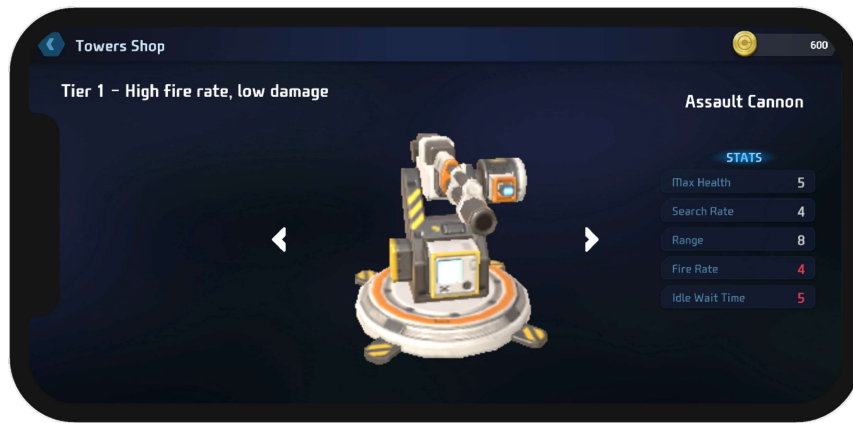 Towers Shop
600
Tier 1 - High fire rate, low damage
Assault Cannon
STATS
Max Health 5
Search Rate 4
Range 8
Fire Rate 4
Idle Wait Time 5